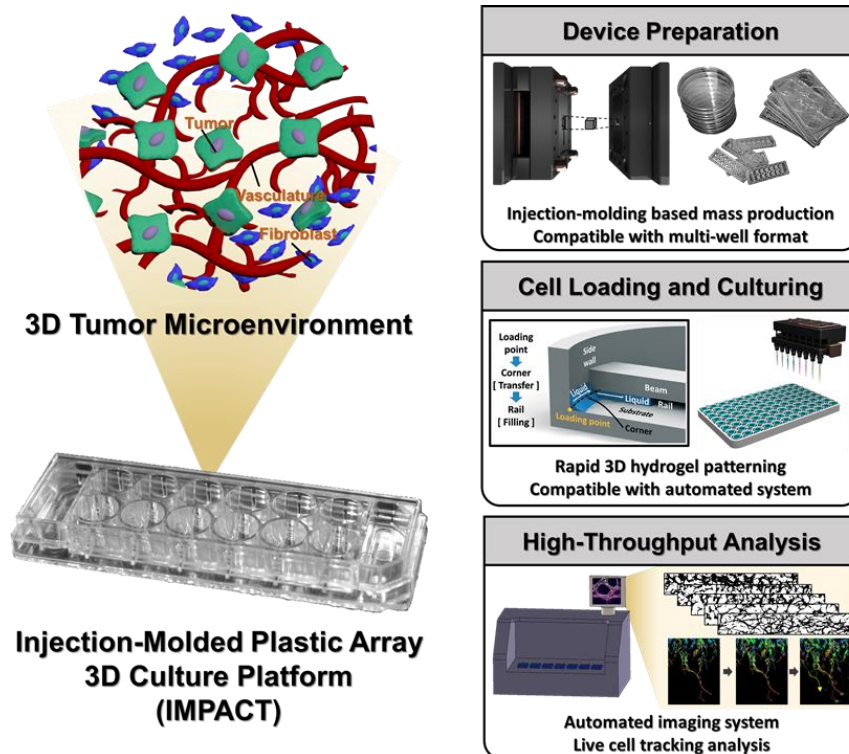 Tumor
Vasculature
Fibroblast
3D Tumor Microenvironment
Injection-Molded Plastic Array
3D Culture Platform
(IMPACT)
Device Preparation
Injection-molding based mass production
Compatible with multi-well format
Cell Loading and Culturing
Loading
point
Corner
[ Transfer ]
Rail
[ Filling ]
Side
wall
Beam
Liquid
Liquid
Rail
Substrate
Loading point
Corner
Rapid 3D hydrogel patterning
Compatible with automated system
High-Throughput Analysis
Automated imaging system
Live cell tracking analysis